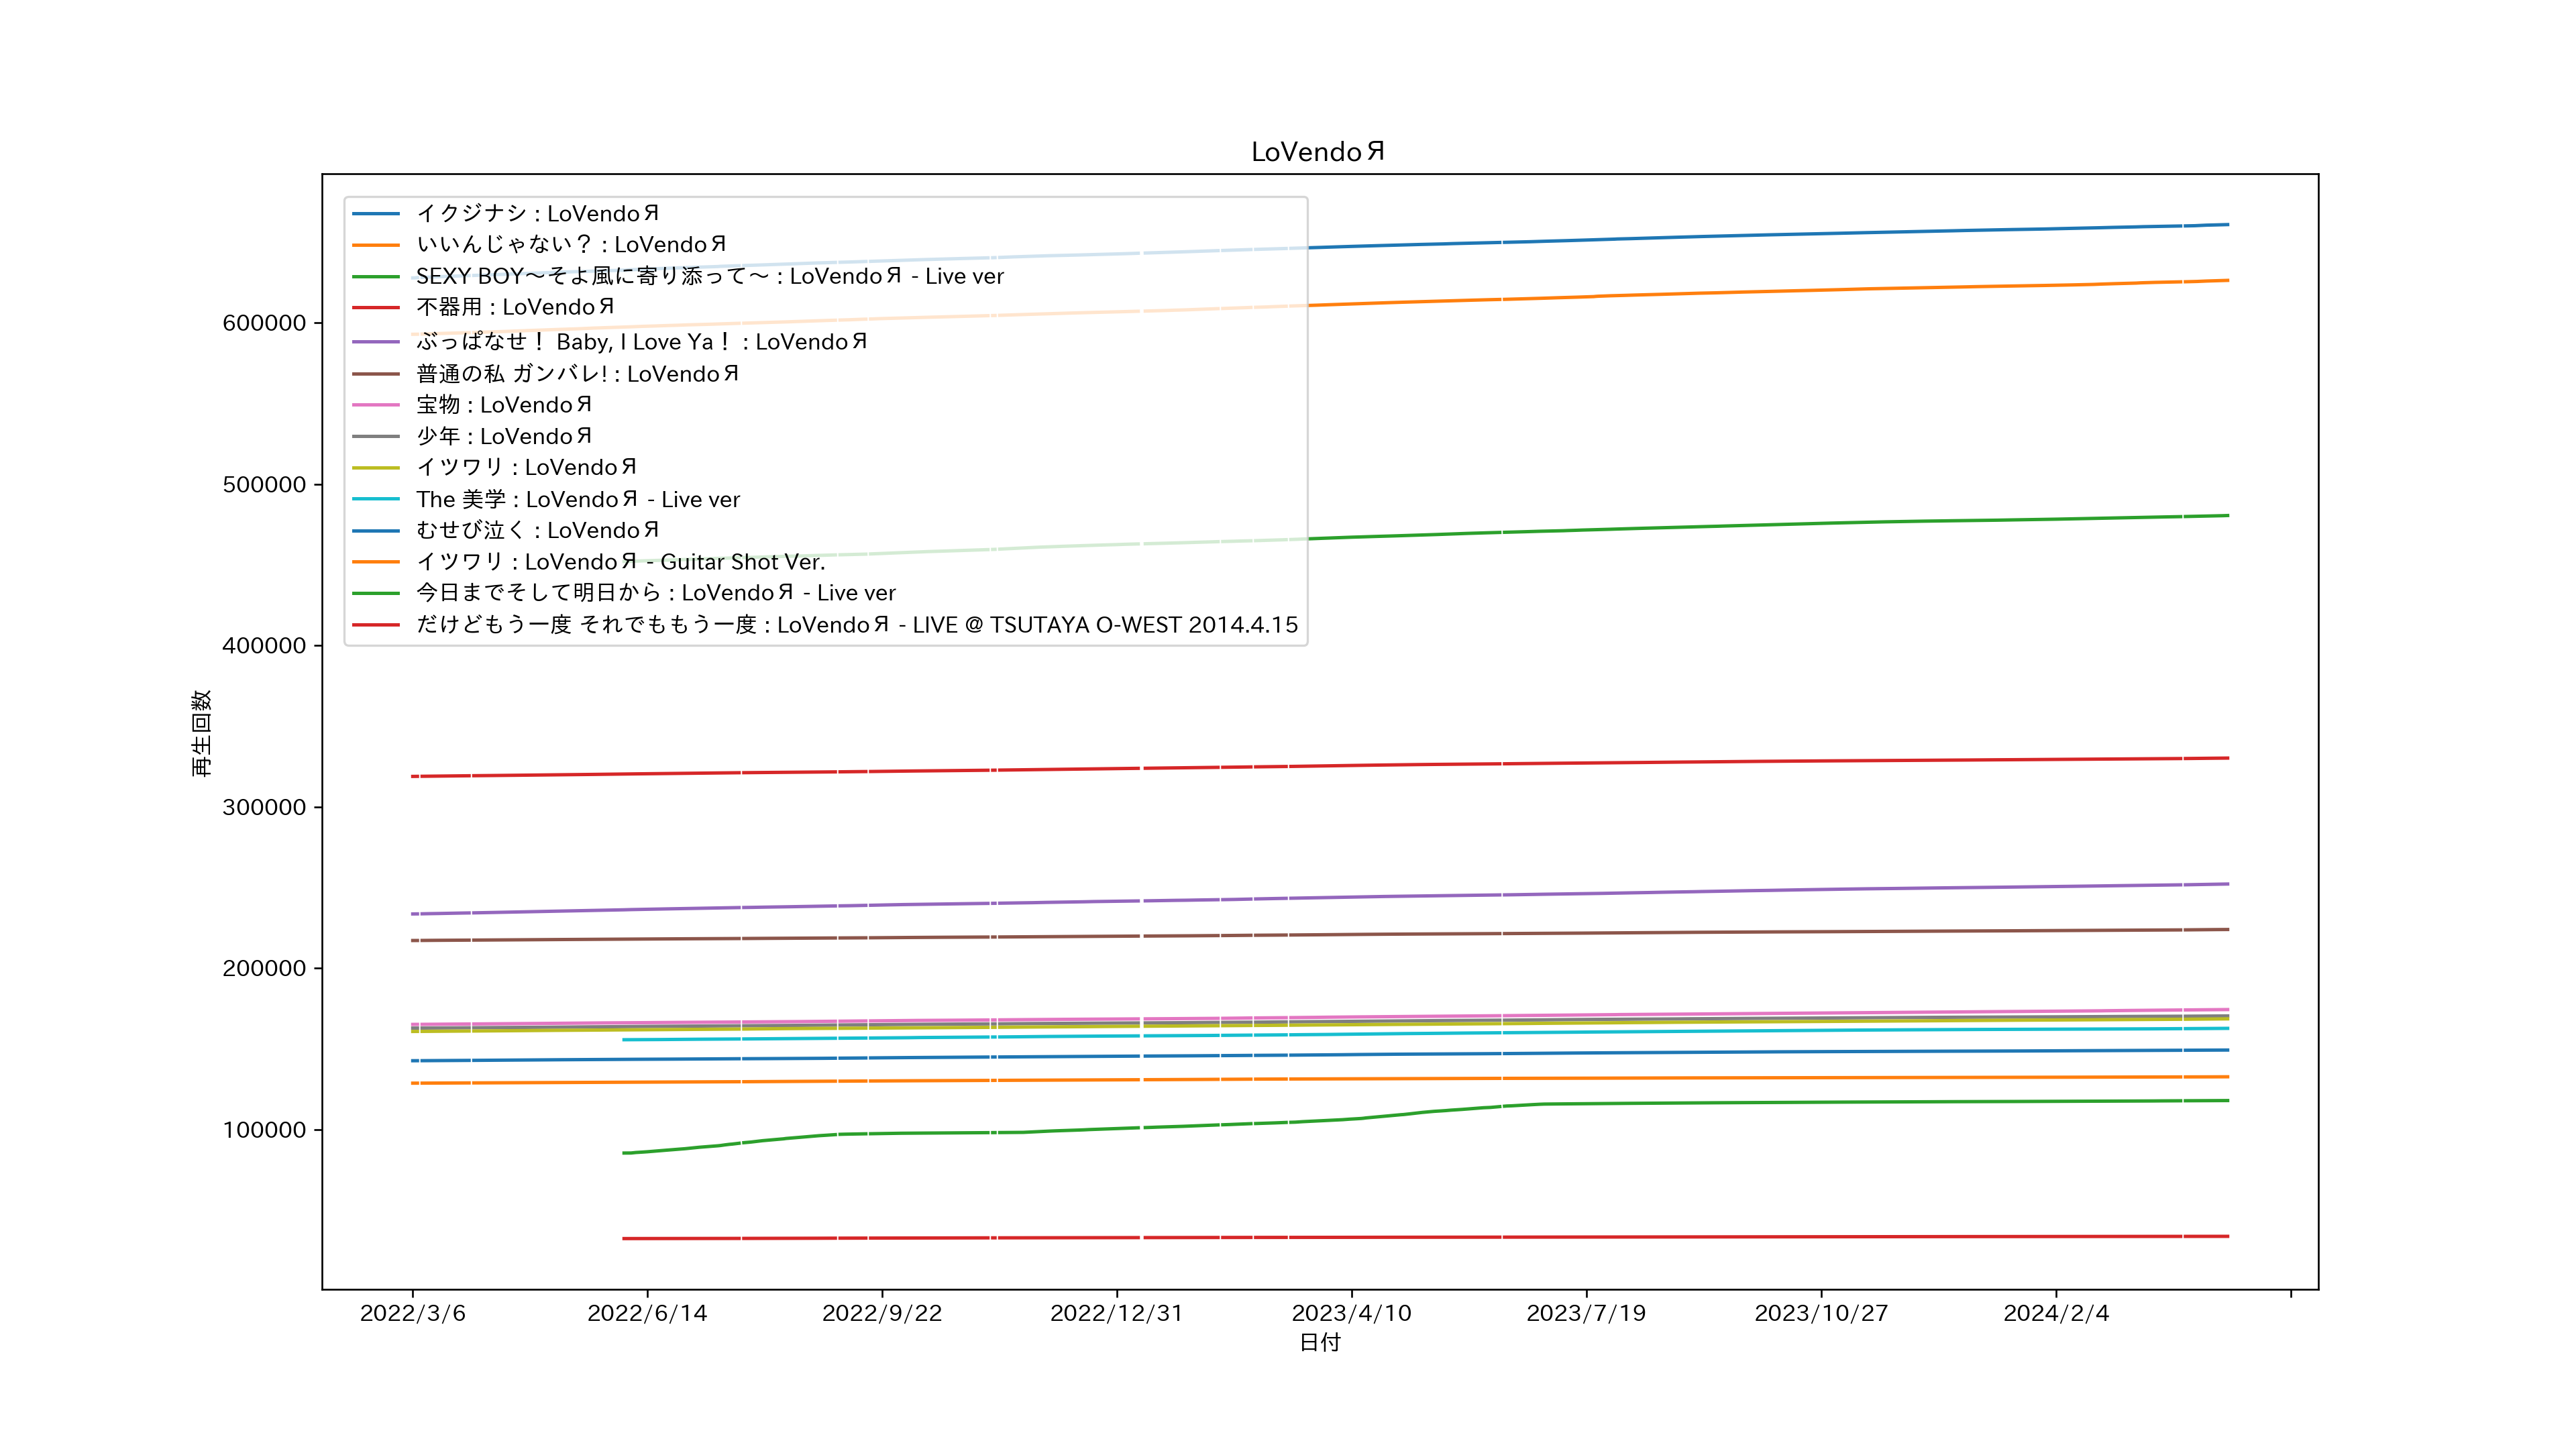 LoVendoЯ
イクジナシ : LoVendoЯ
いいんじゃない？ : LoVendoЯ
SEXY BOY〜そよ風に寄り添って〜 : LoVendoЯ - Live ver
不器用 : LoVendoЯ
ぶっぱなせ！ Baby, I Love Ya！ : LoVendoЯ
普通の私 ガンバレ! : LoVendoЯ
宝物 : LoVendoЯ
少年 : LoVendoЯ
イツワリ : LoVendoЯ
The 美学 : LoVendoЯ - Live ver
むせび泣く : LoVendoЯ
イツワリ : LoVendoЯ - Guitar Shot Ver.
今日までそして明日から : LoVendoЯ - Live ver
だけどもう一度 それでももう一度 : LoVendoЯ - LIVE @ TSUTAYA O-WEST 2014.4.15
600000
500000
400000
300000
200000
100000
再生回数
2022/3/6 2022/6/14 2022/9/22 2022/12/31 2023/4/10 2023/7/19 2023/10/27 2024/2/4
日付